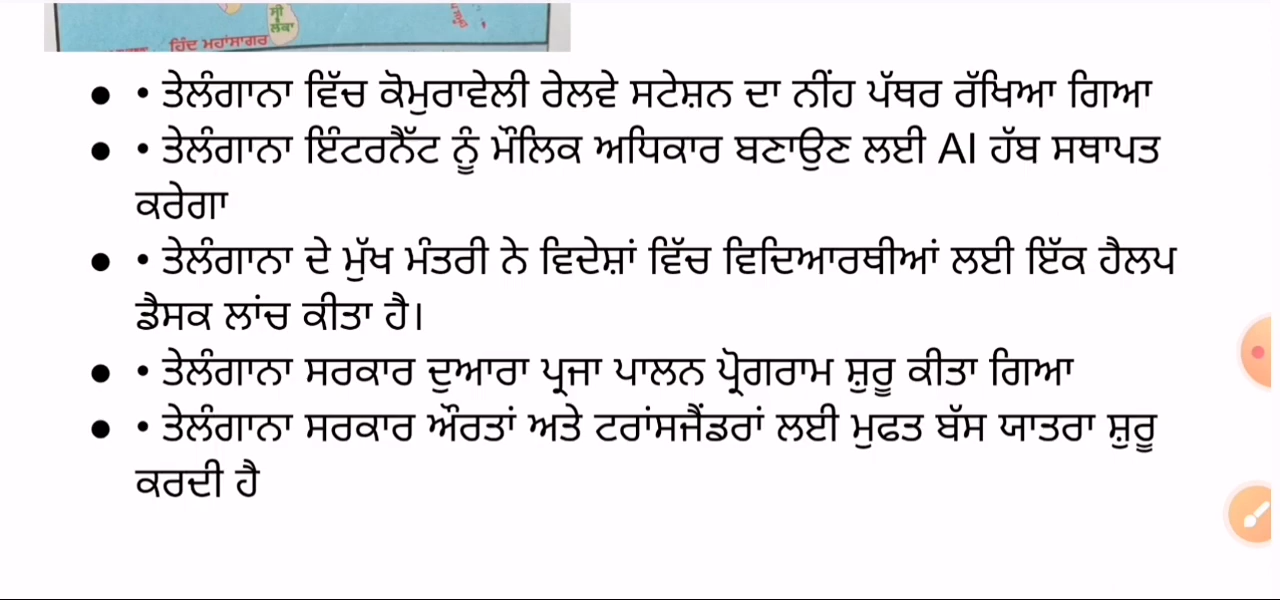 ਸ੍ਰੀ
ਲੰਕਾ
ਹਿੰਦ ਮਹਾਂਸਾਗਰ
• • ਤੇਲੰਗਾਨਾ ਵਿੱਚ ਕੋਮੁਰਾਵੇਲੀ ਰੇਲਵੇ ਸਟੇਸ਼ਨ ਦਾ ਨੀਂਹ ਪੱਥਰ ਰੱਖਿਆ ਗਿਆ
• • ਤੇਲੰਗਾਨਾ ਇੰਟਰਨੈੱਟ ਨੂੰ ਮੌਲਿਕ ਅਧਿਕਾਰ ਬਣਾਉਣ ਲਈ AI ਹੱਬ ਸਥਾਪਤ
ਕਰੇਗਾ
• • ਤੇਲੰਗਾਨਾ ਦੇ ਮੁੱਖ ਮੰਤਰੀ ਨੇ ਵਿਦੇਸ਼ਾਂ ਵਿੱਚ ਵਿਦਿਆਰਥੀਆਂ ਲਈ ਇੱਕ ਹੈਲਪ
ਡੈਸਕ ਲਾਂਚ ਕੀਤਾ ਹੈ।
• • ਤੇਲੰਗਾਨਾ ਸਰਕਾਰ ਦੁਆਰਾ ਪ੍ਰਜਾ ਪਾਲਨ ਪ੍ਰੋਗਰਾਮ ਸ਼ੁਰੂ ਕੀਤਾ ਗਿਆ
• • ਤੇਲੰਗਾਨਾ ਸਰਕਾਰ ਔਰਤਾਂ ਅਤੇ ਟਰਾਂਸਜੈਂਡਰਾਂ ਲਈ ਮੁਫਤ ਬੱਸ ਯਾਤਰਾ ਸ਼ੁਰੂ
ਕਰਦੀ ਹੈ